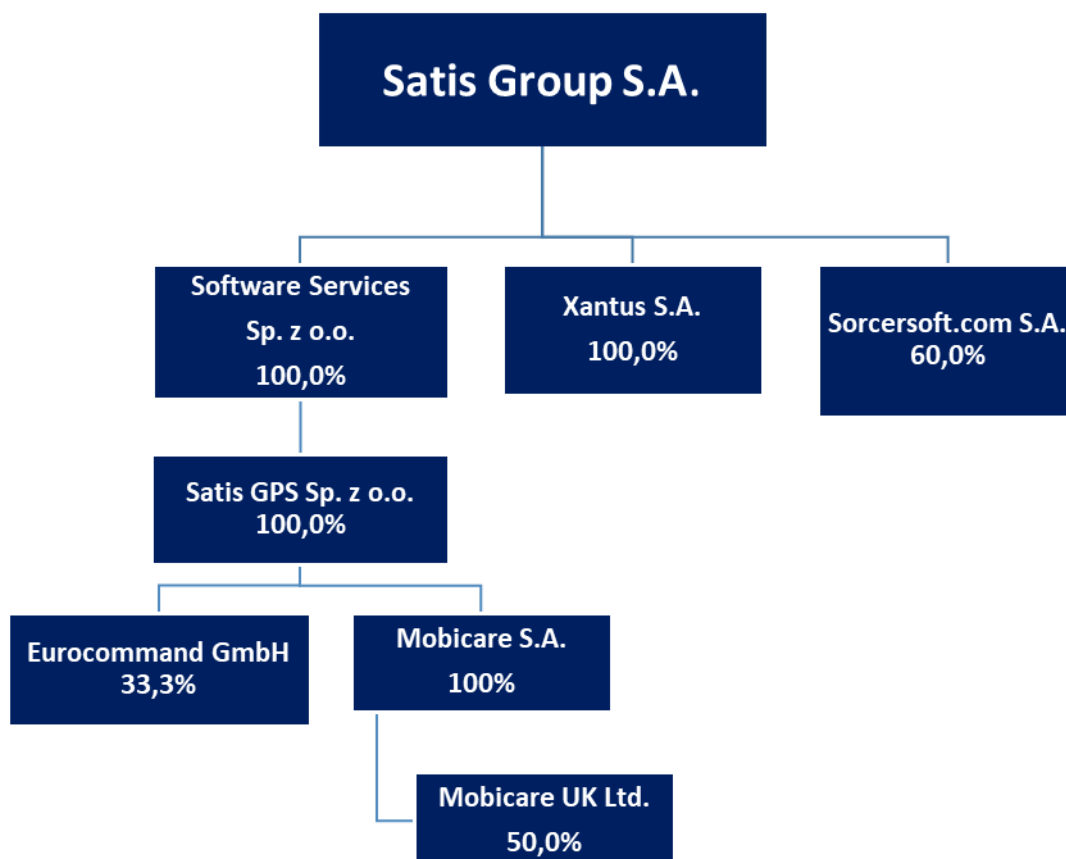 Satis Group S.A.
Software Services
Sp. z o.o.
100,0%
Xantus S.A.
100,0%
Sorcersoft.com S.A.
60,0%
Satis GPS Sp. z o.o.
100,0%
Eurocommand GmbH
33,3%
Mobicare S.A.
100%
Mobicare UK Ltd.
50,0%